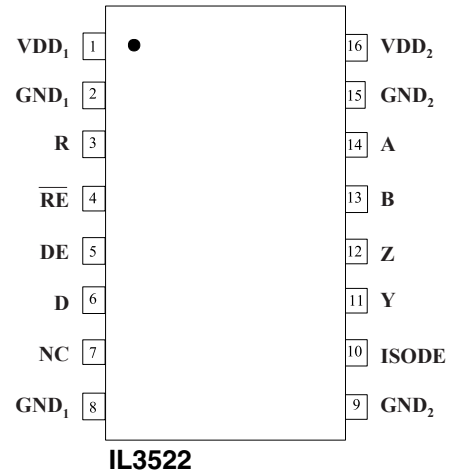 VDD₁ 1 16 VDD₂
GND₁ 2 15 GND₂
R 3 14 A
R̅E̅ 4 13 B
DE 5 12 Z
D 6 11 Y
NC 7 10 ISODE
GND₁ 8 9 GND₂
IL3522